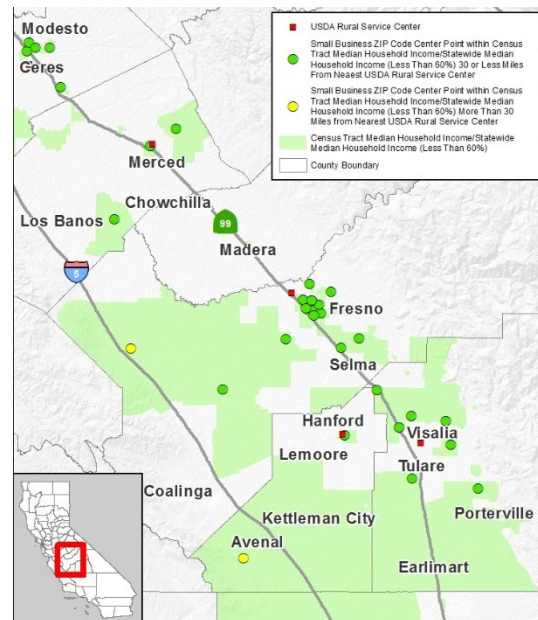 USDA Rural Service Center
Small Business ZIP Code Center Point within Census
Tract Median Household Income/Statewide Median
Household Income (Less Than 60%) 30 or Less Miles
From Neaest USDA Rural Service Center
Small Business ZIP Code Center Point within Census
Tract Median Household Income/Statewide Median
Household Income (Less Than 60%) More Than 30
Miles from Nearest USDA Rural Service Center
Census Tract Median Household Income/Statewide
Median Household Income (Less Than 60%)
County Boundary
Modesto
Ceres
Merced
Chowchilla
Los Banos
99
Madera
5
Fresno
Selma
Hanford
Visalia
Lemoore
Tulare
Coalinga
Kettleman City
Porterville
Avenal
Earlimart